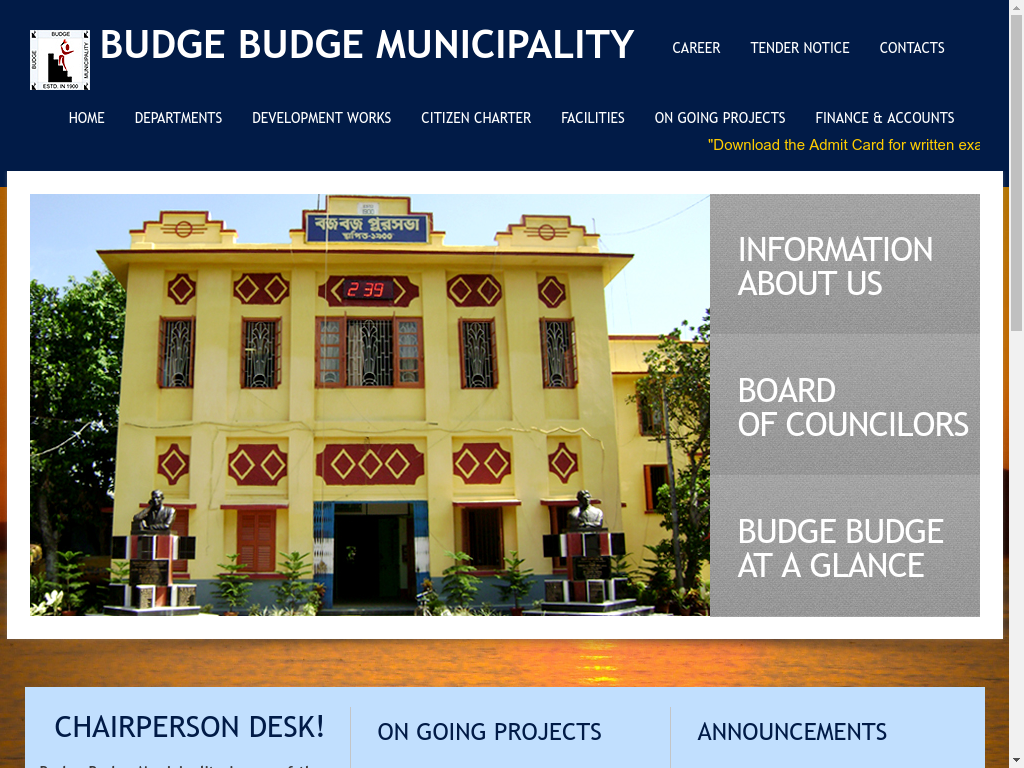 BUDGE
BUDGE
MUNICIPALITY
ESTD. IN 1900
BUDGE BUDGE MUNICIPALITY
CAREER
TENDER NOTICE
CONTACTS
HOME
DEPARTMENTS
DEVELOPMENT WORKS
CITIZEN CHARTER
FACILITIES
ON GOING PROJECTS
FINANCE & ACCOUNTS
"Download the Admit Card for written exa
1900
বজবজ পুরসভা
স্থাপিত-১৯০০
2 39
INFORMATION
ABOUT US
BOARD
OF COUNCILORS
BUDGE BUDGE
AT A GLANCE
CHAIRPERSON DESK!
ON GOING PROJECTS
ANNOUNCEMENTS